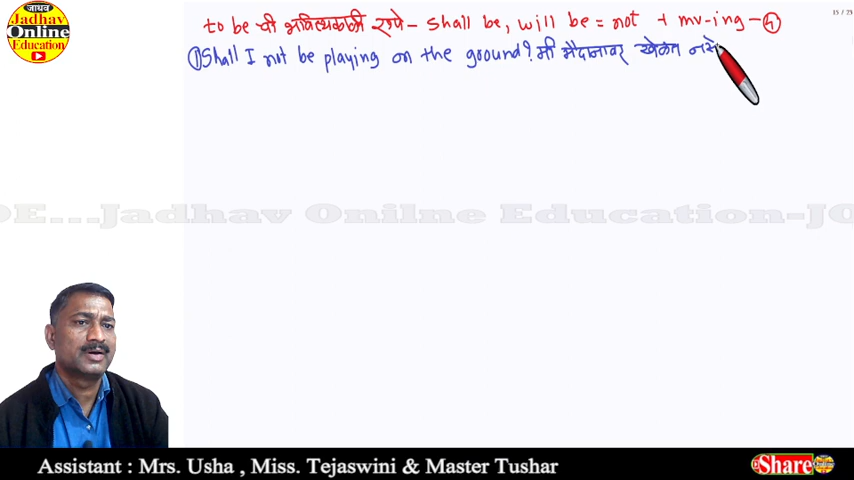 जाधव
Jadhav
Online
Education
15 / 23
to be ची भविष्यकाळी रूपे - Shall be, will be = not + mv-ing - ④
① Shall I not be playing on the ground? मी मैदानावर खेळत नसे
DE...Jadhav Onilne Education-JO
Assistant : Mrs. Usha , Miss. Tejaswini & Master Tushar
Share